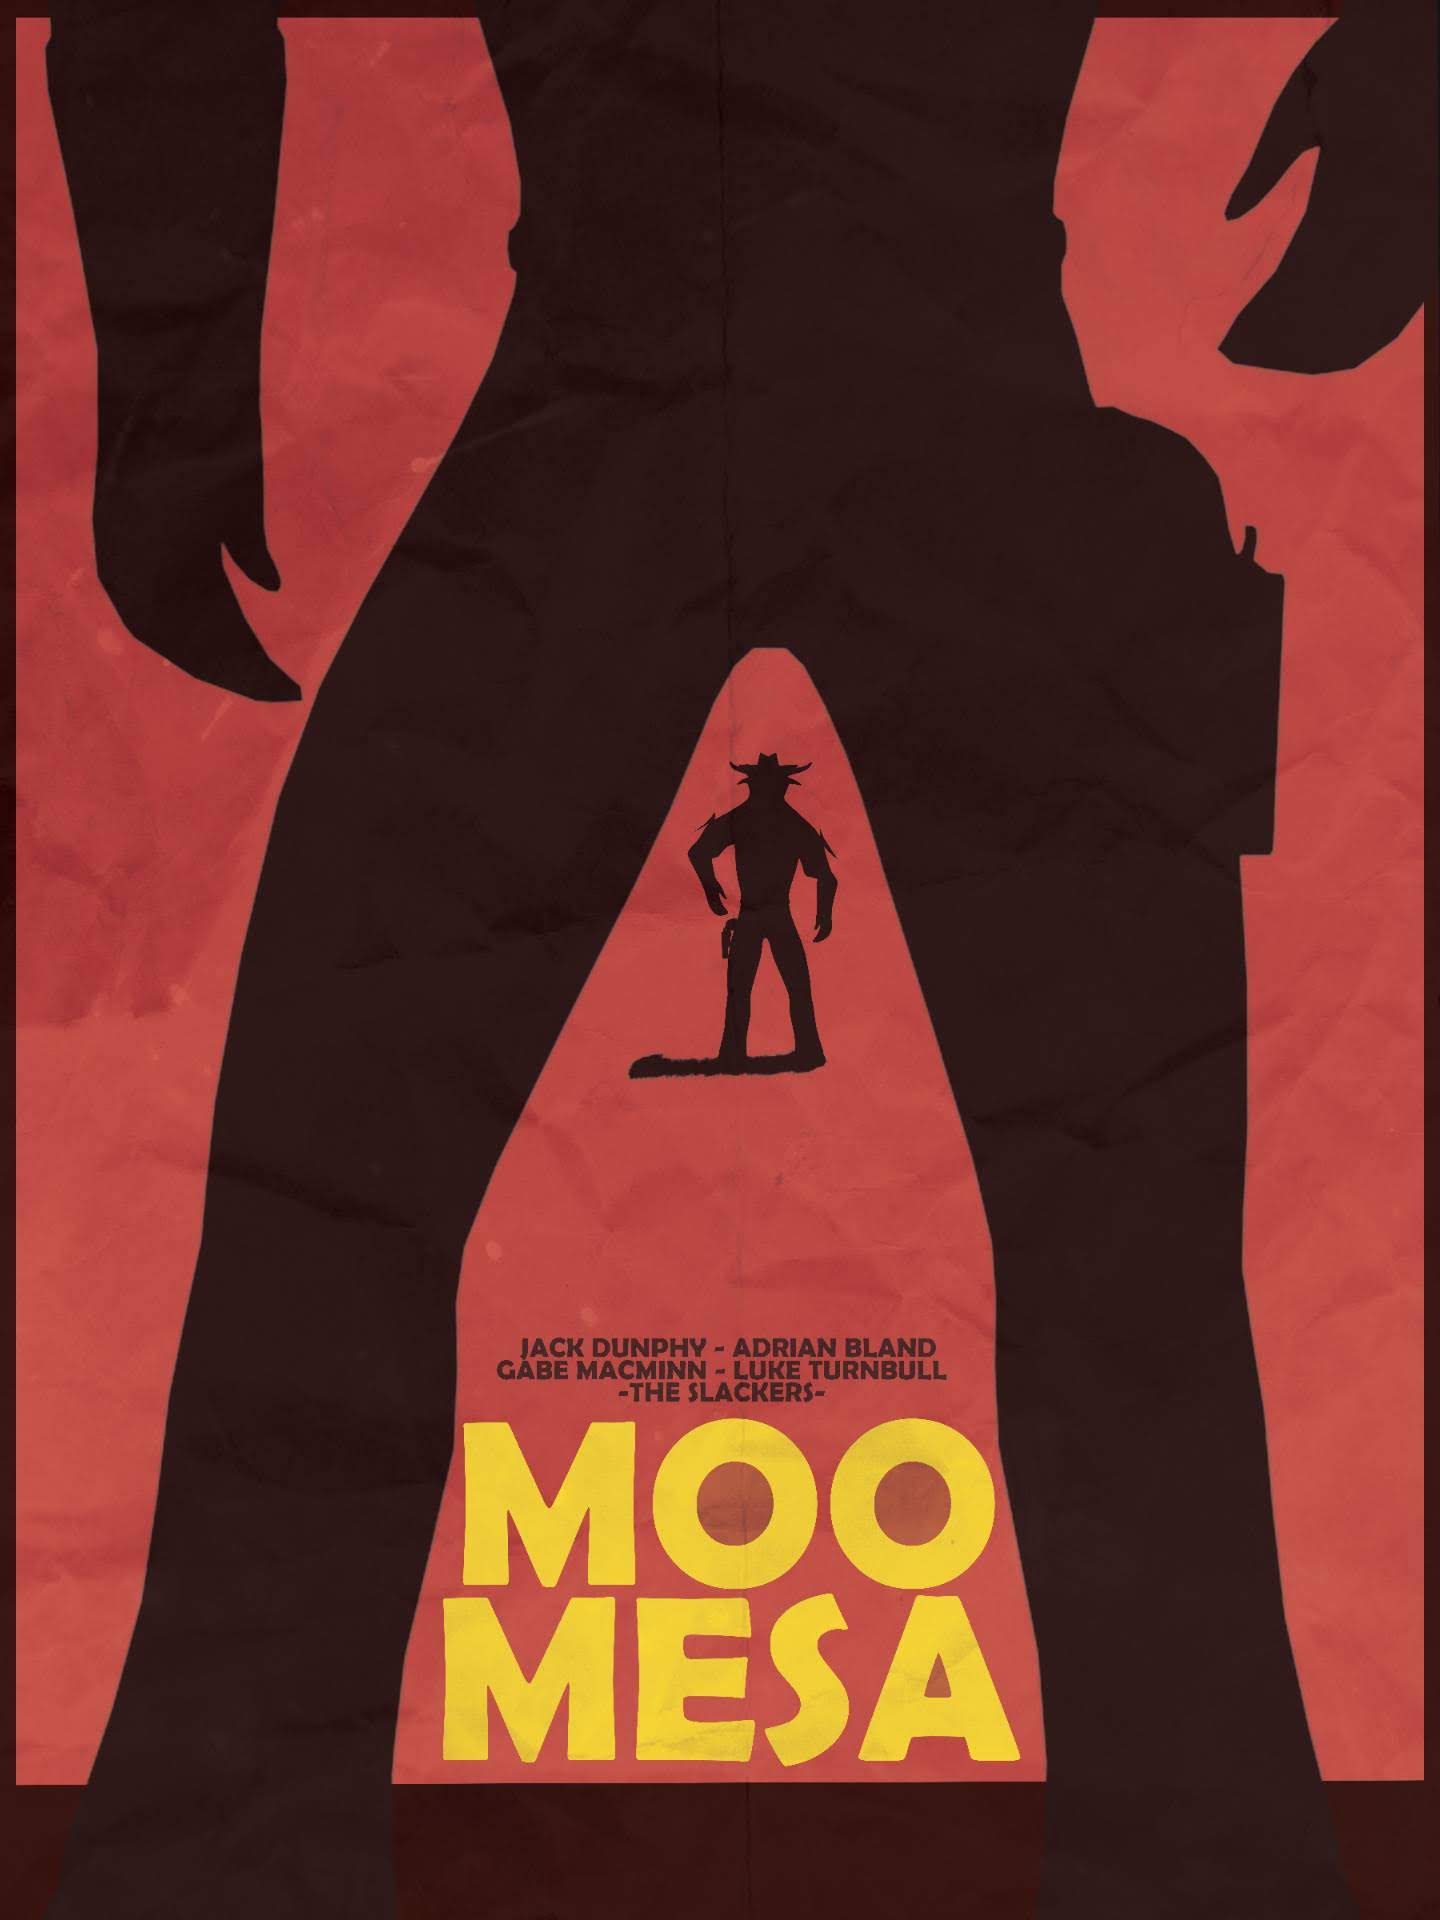 JACK DUNPHY - ADRIAN BLAND
GABE MACMINN - LUKE TURNBULL
-THE SLACKERS-
MOO
MESA